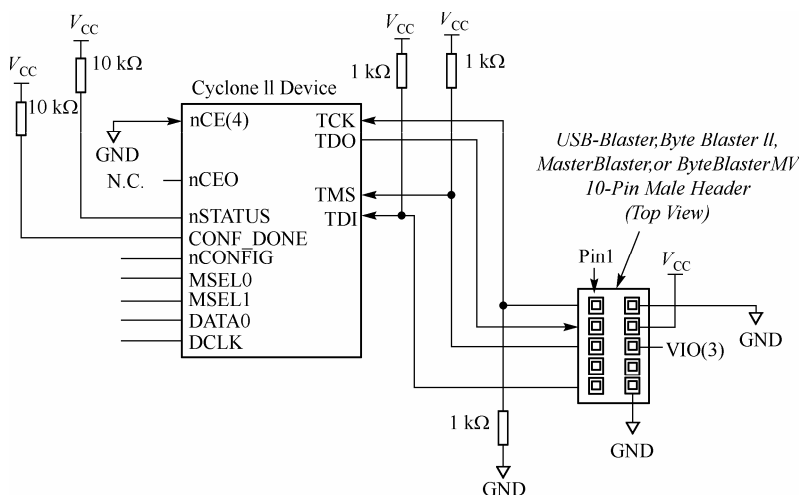 VCC
VCC
VCC
VCC
10 kΩ
10 kΩ
1 kΩ
1 kΩ
Cyclone II Device
nCE(4)
GND
N.C.
nCEO
nSTATUS
CONF_DONE
nCONFIG
MSEL0
MSEL1
DATA0
DCLK
TCK
TDO
TMS
TDI
USB-Blaster,Byte Blaster II,
MasterBlaster,or ByteBlasterMV
10-Pin Male Header
(Top View)
Pin1
VCC
GND
VIO(3)
GND
1 kΩ
GND